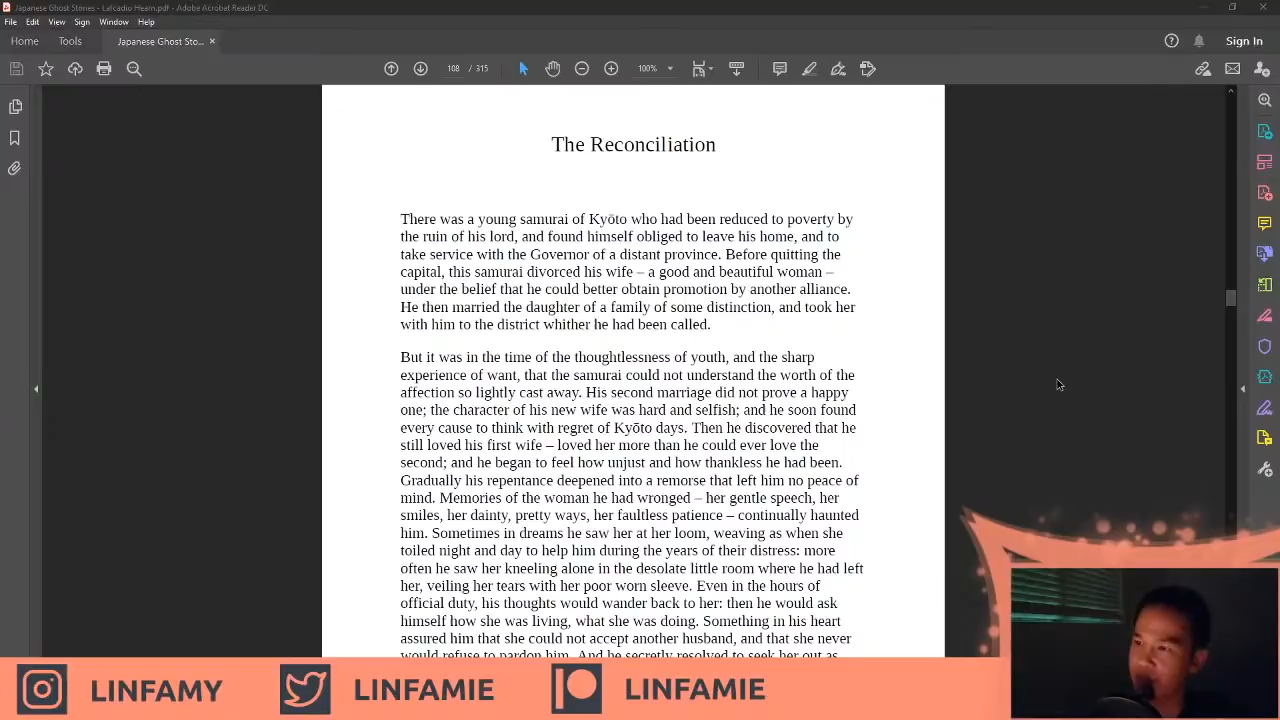 Japanese Ghost Stories - Lafcadio Hearn.pdf - Adobe Acrobat Reader DC
File Edit View Sign Window Help
Home Tools Japanese Ghost Sto... × Sign In
108 / 315 100%
The Reconciliation
There was a young samurai of Kyōto who had been reduced to poverty by
the ruin of his lord, and found himself obliged to leave his home, and to
take service with the Governor of a distant province. Before quitting the
capital, this samurai divorced his wife – a good and beautiful woman –
under the belief that he could better obtain promotion by another alliance.
He then married the daughter of a family of some distinction, and took her
with him to the district whither he had been called.
But it was in the time of the thoughtlessness of youth, and the sharp
experience of want, that the samurai could not understand the worth of the
affection so lightly cast away. His second marriage did not prove a happy
one; the character of his new wife was hard and selfish; and he soon found
every cause to think with regret of Kyōto days. Then he discovered that he
still loved his first wife – loved her more than he could ever love the
second; and he began to feel how unjust and how thankless he had been.
Gradually his repentance deepened into a remorse that left him no peace of
mind. Memories of the woman he had wronged – her gentle speech, her
smiles, her dainty, pretty ways, her faultless patience – continually haunted
him. Sometimes in dreams he saw her at her loom, weaving as when she
toiled night and day to help him during the years of their distress: more
often he saw her kneeling alone in the desolate little room where he had left
her, veiling her tears with her poor worn sleeve. Even in the hours of
official duty, his thoughts would wander back to her: then he would ask
himself how she was living, what she was doing. Something in his heart
assured him that she could not accept another husband, and that she never
would refuse to pardon him. And he secretly resolved to seek her out as
LINFAMY LINFAMIE LINFAMIE